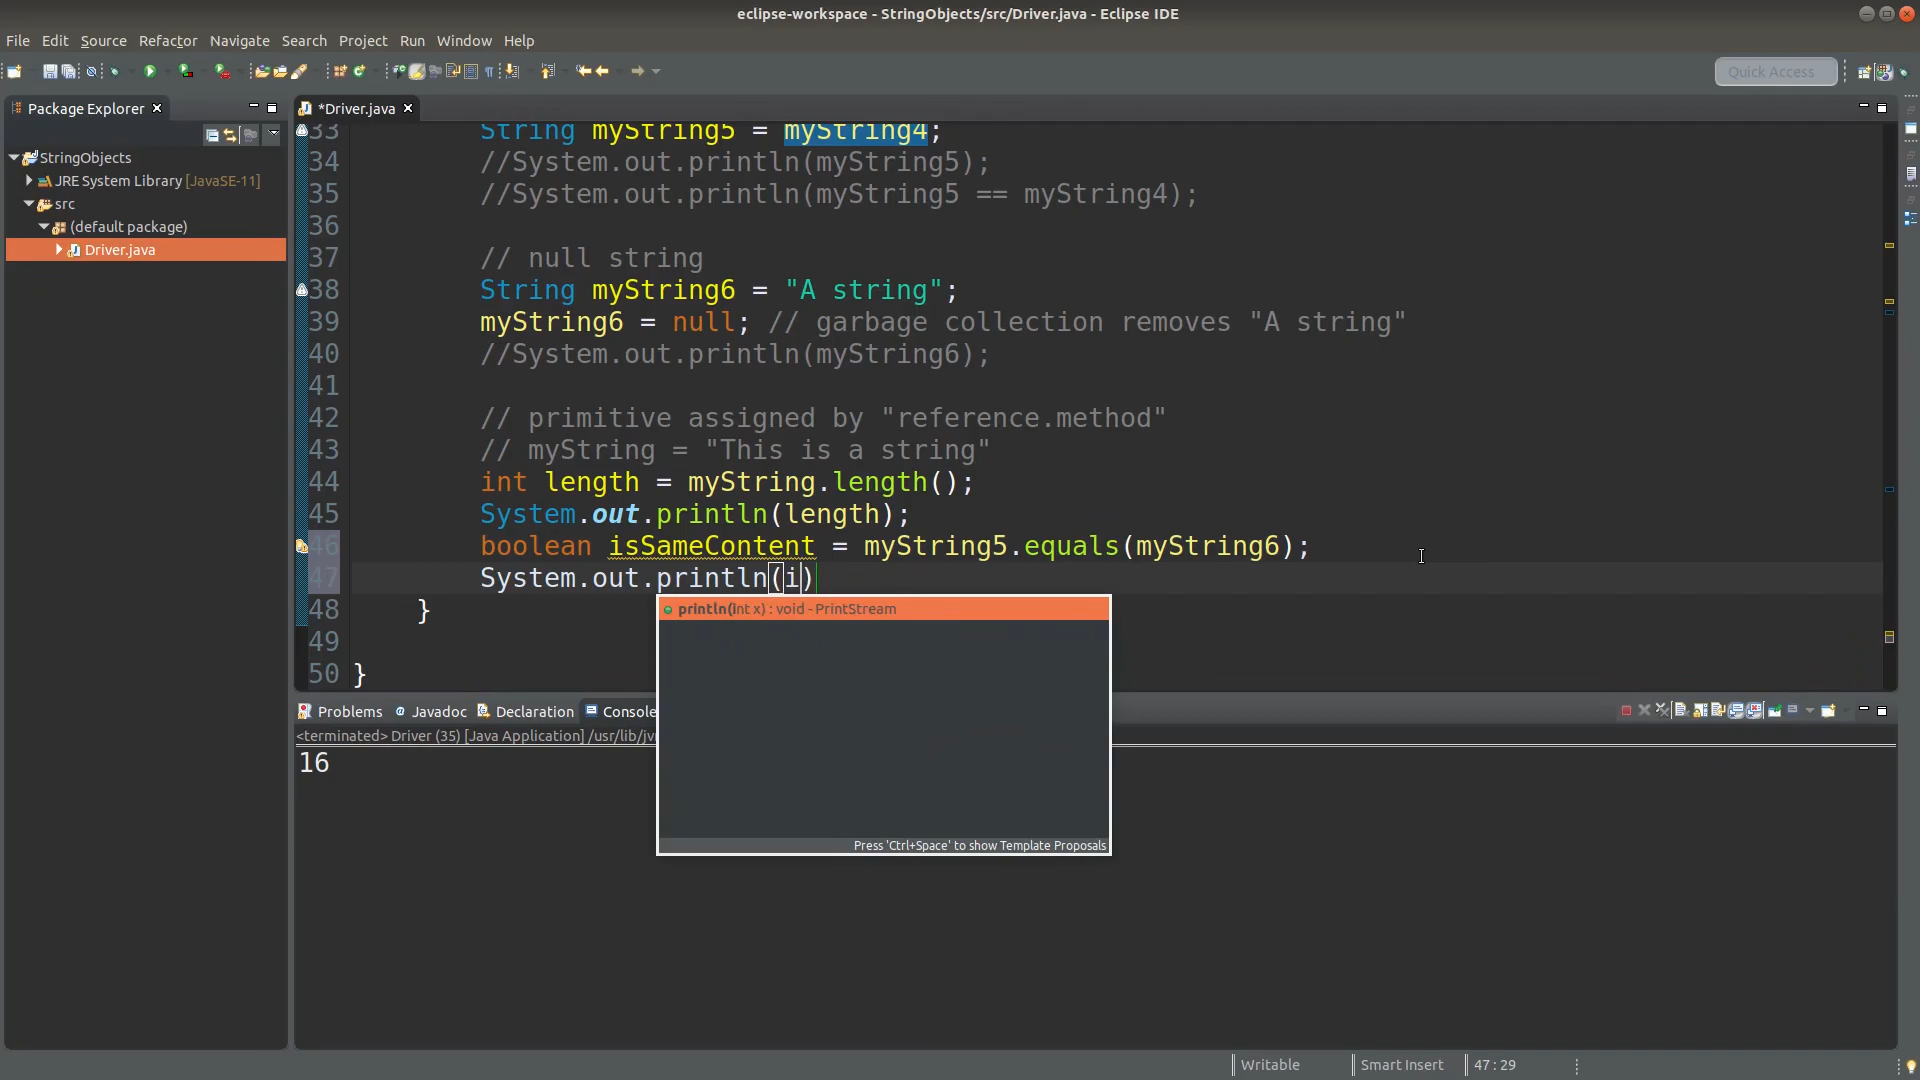 eclipse-workspace - StringObjects/src/Driver.java - Eclipse IDE
File Edit Source Refactor Navigate Search Project Run Window Help
Quick Access
Package Explorer
*Driver.java
StringObjects
JRE System Library [JavaSE-11]
src
(default package)
Driver.java
33 String myString5 = myString4;
34 //System.out.println(myString5);
35 //System.out.println(myString5 == myString4);
36
37 // null string
38 String myString6 = "A string";
39 myString6 = null; // garbage collection removes "A string"
40 //System.out.println(myString6);
41
42 // primitive assigned by "reference.method"
43 // myString = "This is a string"
44 int length = myString.length();
45 System.out.println(length);
46 boolean isSameContent = myString5.equals(myString6);
47 System.out.println(i)
48 }
49
50 }
println(int x) : void - PrintStream
Press 'Ctrl+Space' to show Template Proposals
Problems Javadoc Declaration Console
<terminated> Driver (35) [Java Application] /usr/lib/jv
16
Writable Smart Insert 47 : 29